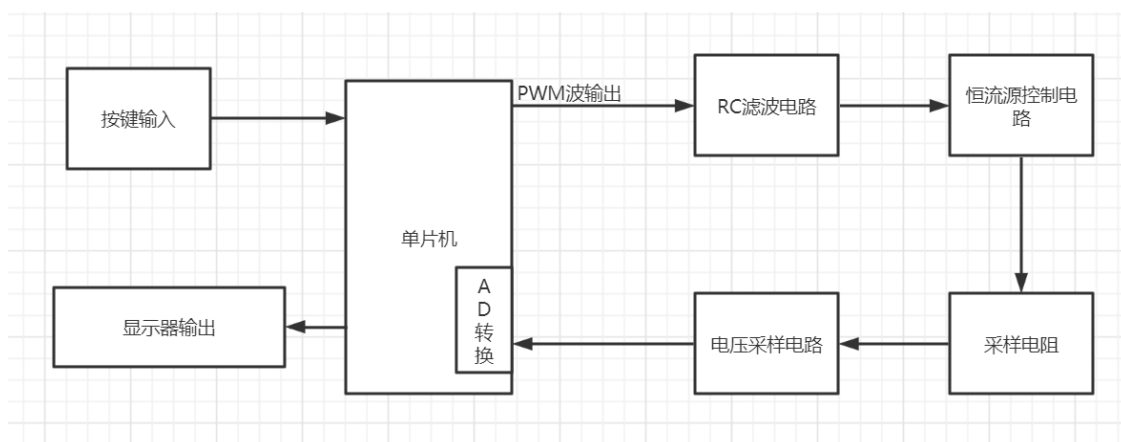 按键输入
PWM波输出
RC滤波电路
恒流源控制电
路
单片机
A
D
转
换
显示器输出
电压采样电路
采样电阻